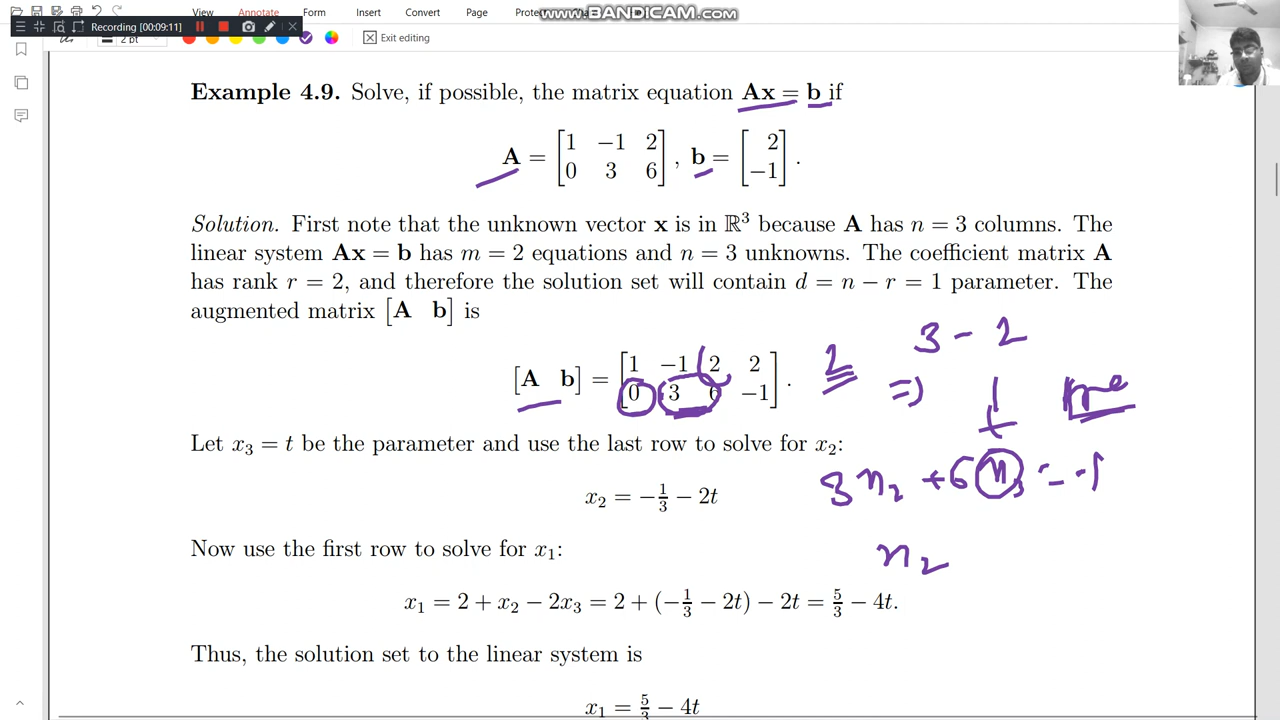 View Annotate Form Insert Convert Page
www.BANDICAM.com
Recording [00:09:11]
2 pt
Exit editing
Example 4.9. Solve, if possible, the matrix equation Ax = b if
A = [1 −1 2
0 3 6], b = [2
−1].
Solution. First note that the unknown vector x is in ℝ³ because A has n = 3 columns. The
linear system Ax = b has m = 2 equations and n = 3 unknowns. The coefficient matrix A
has rank r = 2, and therefore the solution set will contain d = n − r = 1 parameter. The
augmented matrix [A b] is
3 − 2
[A b] = [1 −1 2 2
0 3 6 −1].
2
⇒ 1
t
Let x₃ = t be the parameter and use the last row to solve for x₂:
3x₂ + 6x₃ = −1
x₂ = −1/3 − 2t
Now use the first row to solve for x₁:
x₂
x₁ = 2 + x₂ − 2x₃ = 2 + (−1/3 − 2t) − 2t = 5/3 − 4t.
Thus, the solution set to the linear system is
x₁ = 5/3 − 4t